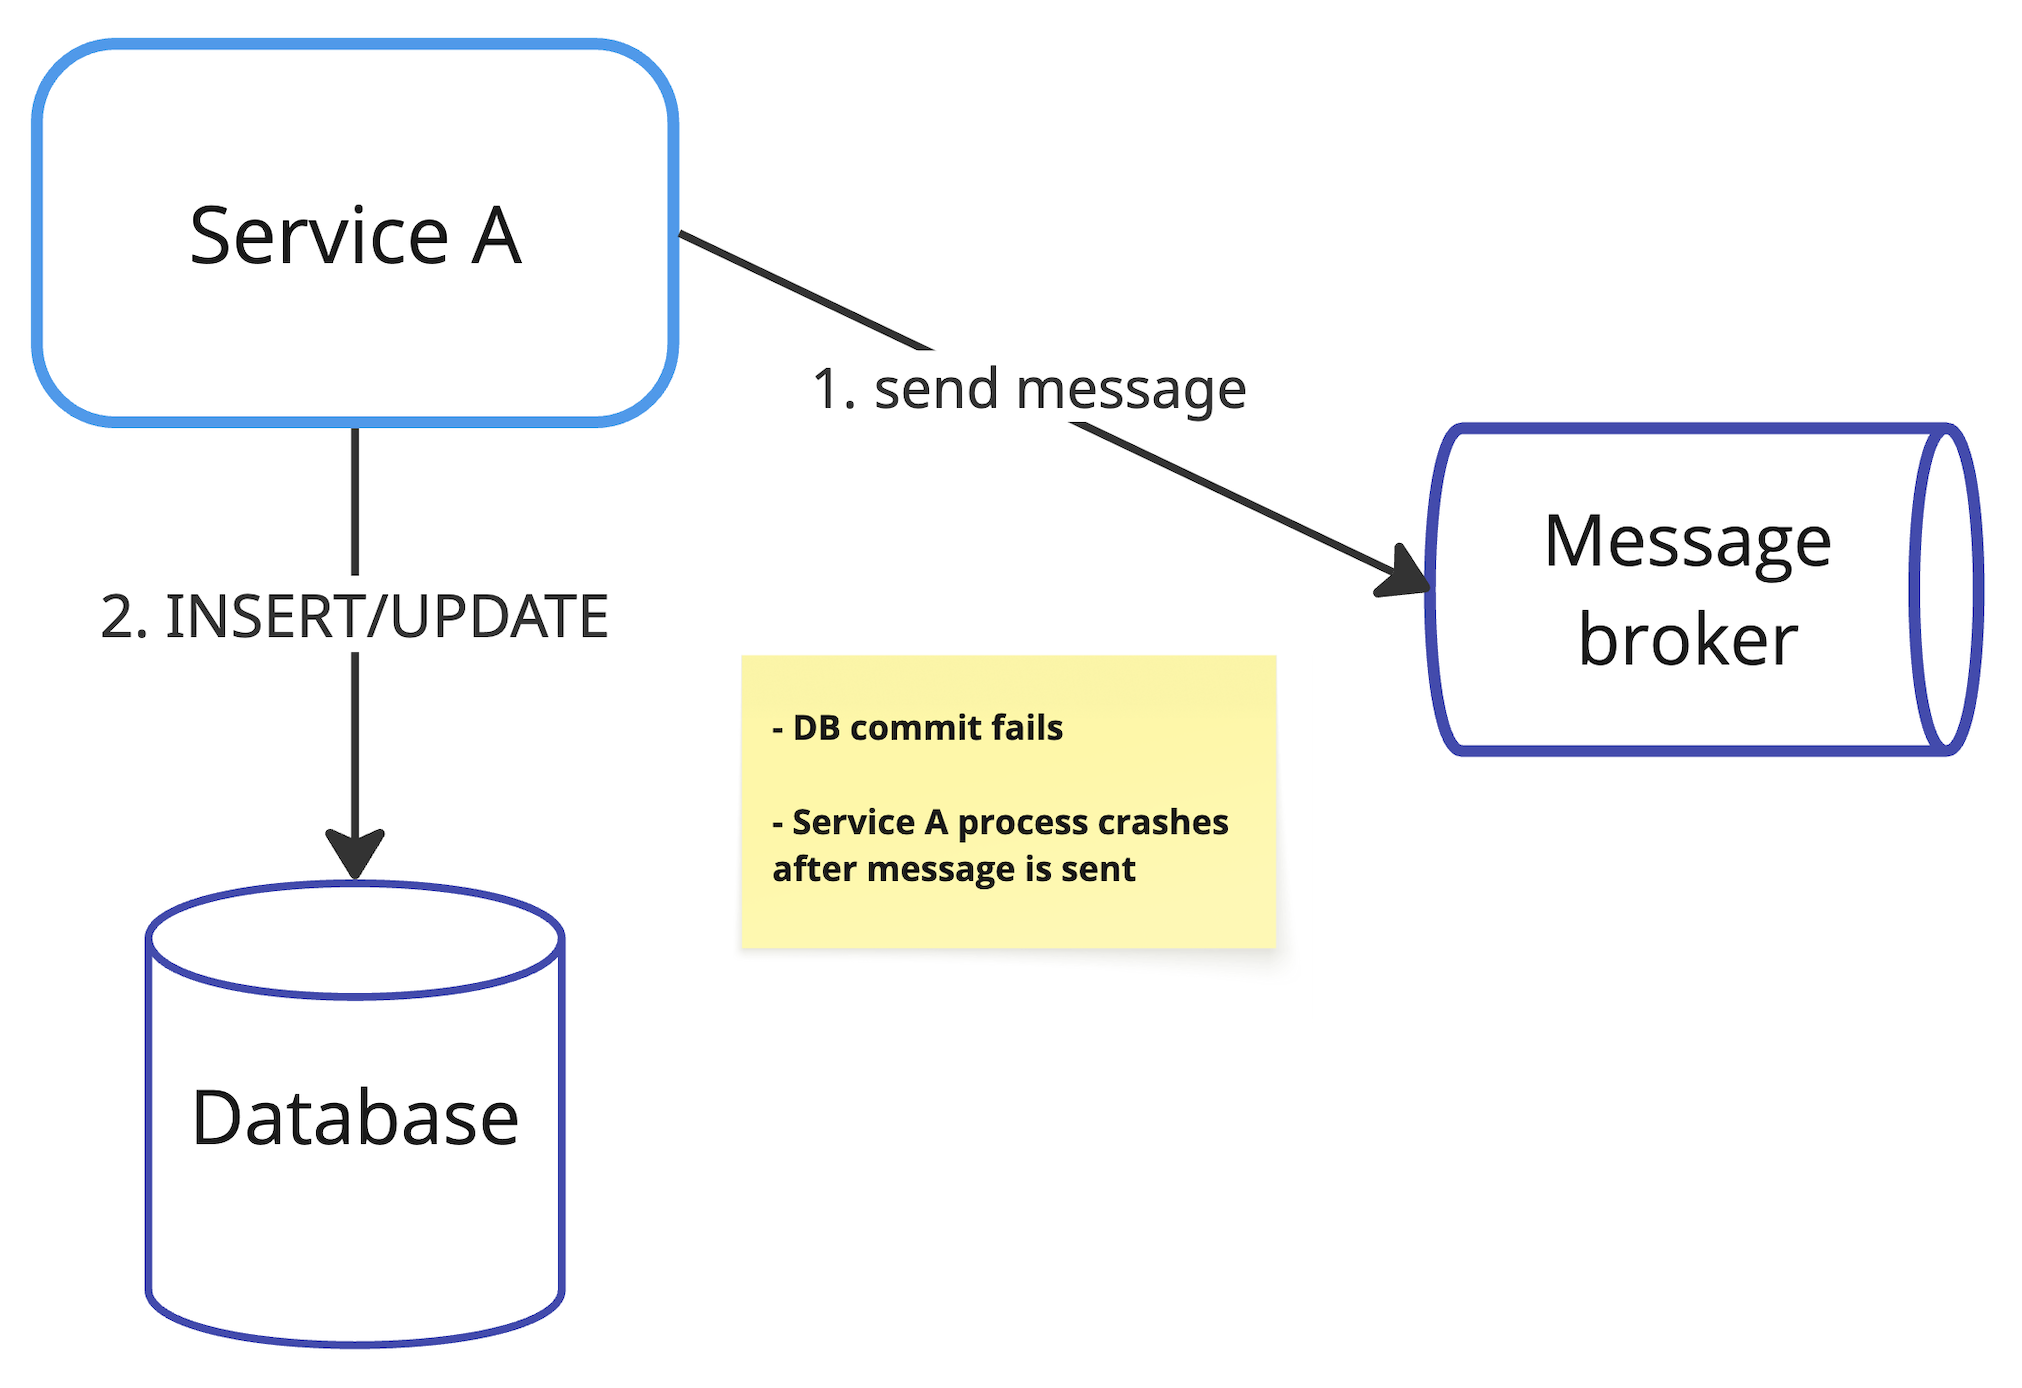 Service A
1. send message
Message
broker
2. INSERT/UPDATE
- DB commit fails
- Service A process crashes
after message is sent
Database